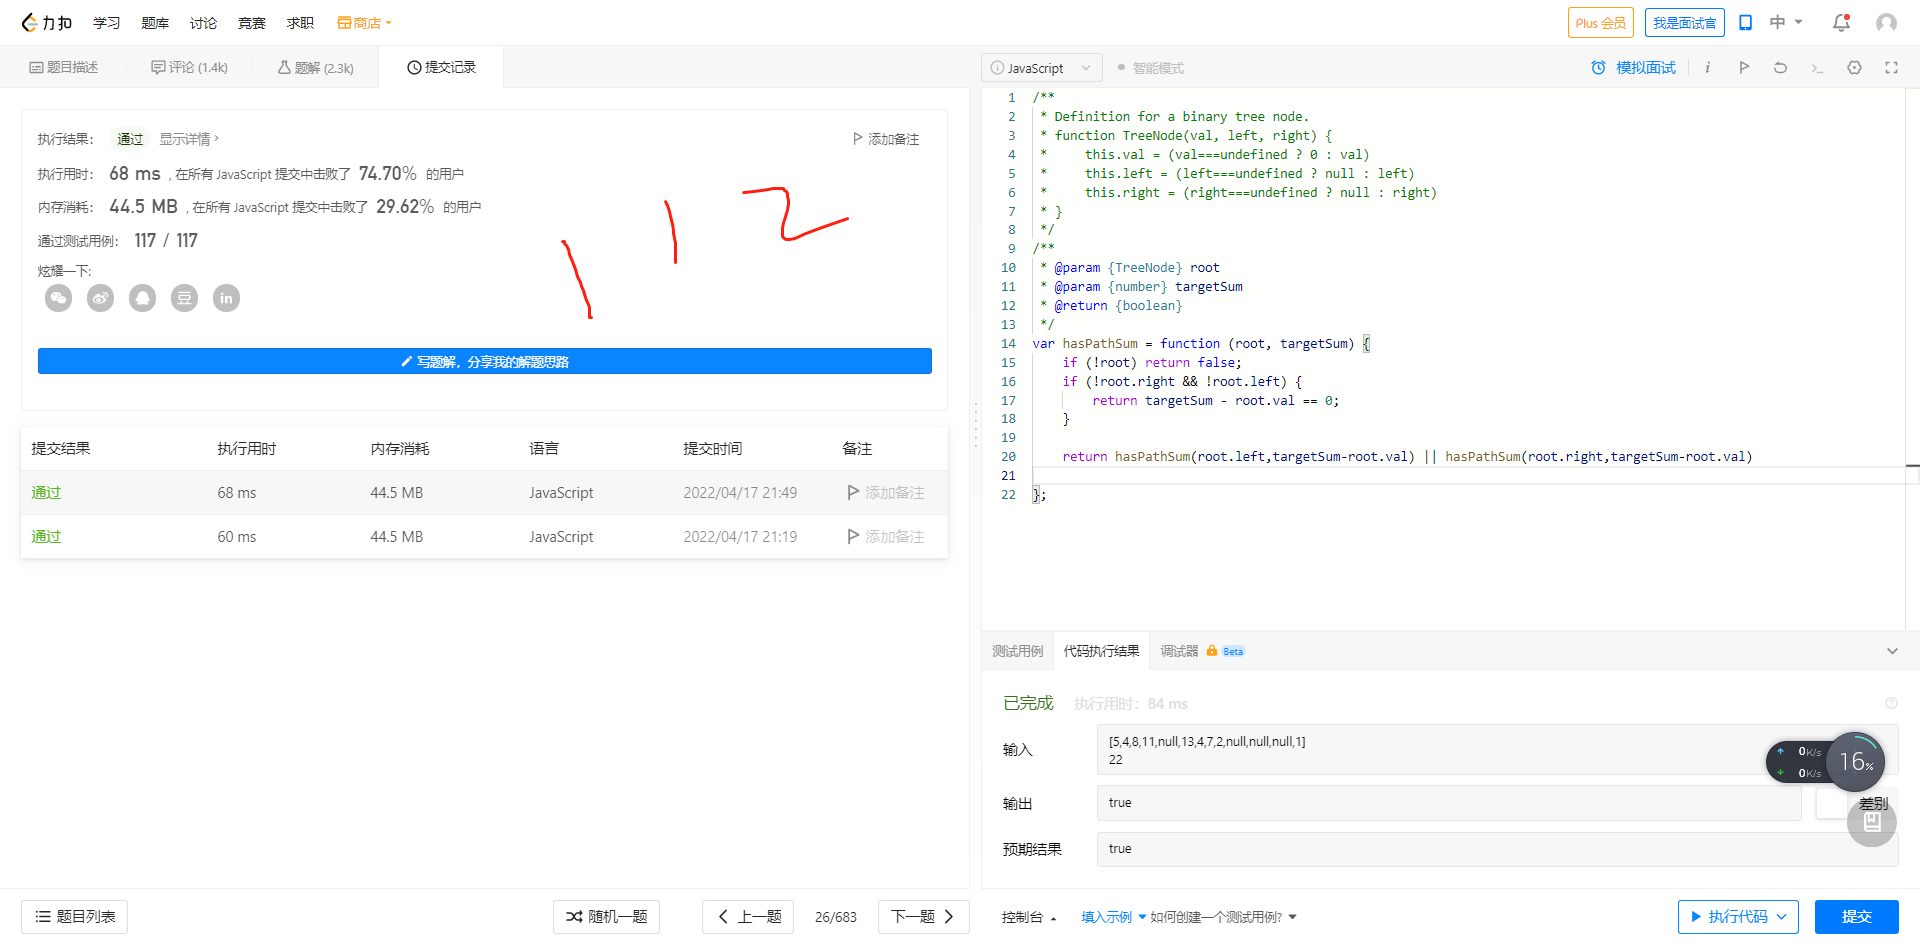 力扣 学习 题库 讨论 竞赛 求职 商店 Plus 会员 我是面试官 中
题目描述 评论 (1.4k) 题解 (2.3k) 提交记录
执行结果： 通过 显示详情 › 添加备注
执行用时： 68 ms , 在所有 JavaScript 提交中击败了 74.70% 的用户
内存消耗： 44.5 MB , 在所有 JavaScript 提交中击败了 29.62% 的用户
通过测试用例： 117 / 117
炫耀一下:
豆 in
112
写题解，分享我的解题思路
提交结果 执行用时 内存消耗 语言 提交时间 备注
通过 68 ms 44.5 MB JavaScript 2022/04/17 21:49 添加备注
通过 60 ms 44.5 MB JavaScript 2022/04/17 21:19 添加备注
题目列表 随机一题 上一题 26/683 下一题
JavaScript 智能模式 模拟面试
1 /**
2 * Definition for a binary tree node.
3 * function TreeNode(val, left, right) {
4 * this.val = (val===undefined ? 0 : val)
5 * this.left = (left===undefined ? null : left)
6 * this.right = (right===undefined ? null : right)
7 * }
8 */
9 /**
10 * @param {TreeNode} root
11 * @param {number} targetSum
12 * @return {boolean}
13 */
14 var hasPathSum = function (root, targetSum) {
15 if (!root) return false;
16 if (!root.right && !root.left) {
17 return targetSum - root.val == 0;
18 }
19
20 return hasPathSum(root.left,targetSum-root.val) || hasPathSum(root.right,targetSum-root.val)
21
22 };
测试用例 代码执行结果 调试器 Beta
已完成 执行用时： 84 ms
输入 [5,4,8,11,null,13,4,7,2,null,null,null,1]
22
0K/s
0K/s
16%
输出 true 差别
预期结果 true
控制台 填入示例 如何创建一个测试用例? 执行代码 提交